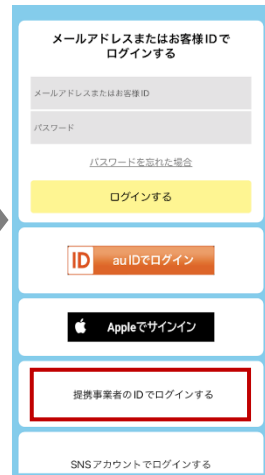 メールアドレスまたはお客様IDで
ログインする
メールアドレスまたはお客様ID
パスワード
パスワードを忘れた場合
ログインする
ID au IDでログイン
Appleでサインイン
提携事業者のIDでログインする
SNSアカウントでログインする